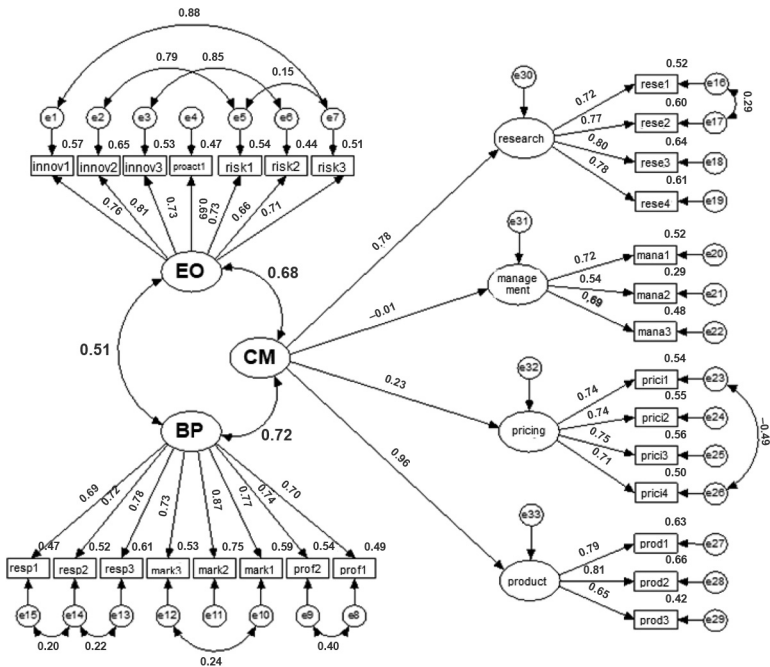 0.88
0.79
0.85
0.15
e1
e2
e3
e4
e5
e6
e7
0.57
0.65
0.53
0.47
0.54
0.44
0.51
innov1
innov2
innov3
proact1
risk1
risk2
risk3
0.76
0.81
0.73
0.69
0.73
0.66
0.71
EO
0.68
0.51
CM
BP
0.72
0.69
0.72
0.78
0.73
0.87
0.77
0.74
0.70
0.47
0.52
0.61
0.53
0.75
0.59
0.54
0.49
resp1
resp2
resp3
mark3
mark2
mark1
prof2
prof1
e15
e14
e13
e12
e11
e10
e9
e8
0.20
0.22
0.24
0.40
0.78
−0.01
0.23
0.96
e30
research
0.72
0.77
0.80
0.78
0.52
rese1
e16
0.60
rese2
e17
0.29
0.64
rese3
e18
0.61
rese4
e19
e31
manage
ment
0.72
0.54
0,69
0.52
mana1
e20
0.29
mana2
e21
0.48
mana3
e22
e32
pricing
0.74
0.74
0.75
0.71
0.54
prici1
e23
0.55
prici2
e24
−0.49
0.56
prici3
e25
0.50
prici4
e26
e33
product
0.79
0.81
0.65
0.63
prod1
e27
0.66
prod2
e28
0.42
prod3
e29